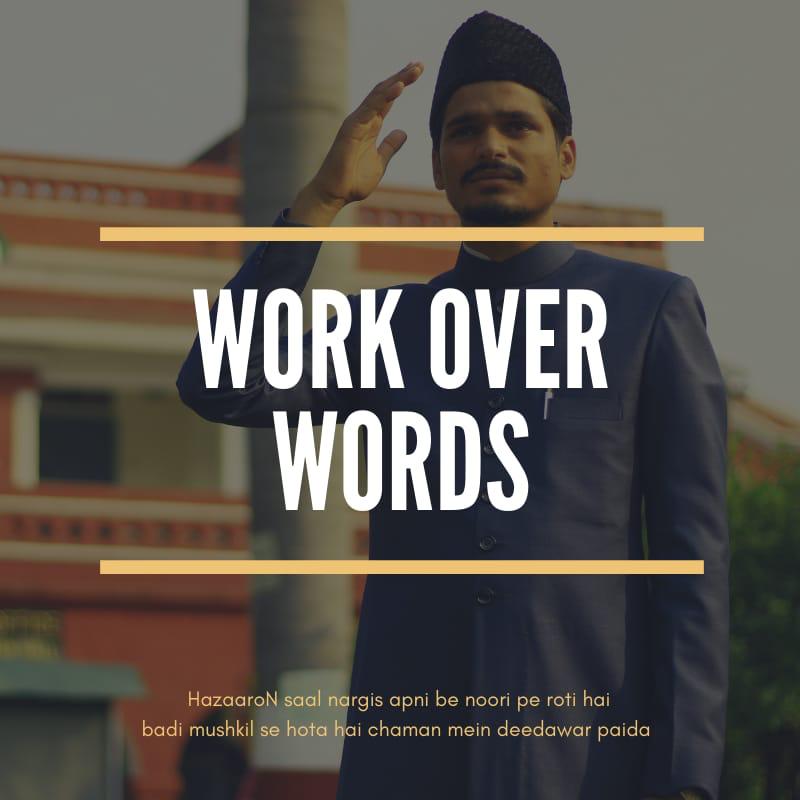 WORK OVER
WORDS
HazaaroN saal nargis apni be noori pe roti hai
badi mushkil se hota hai chaman mein deedawar paida